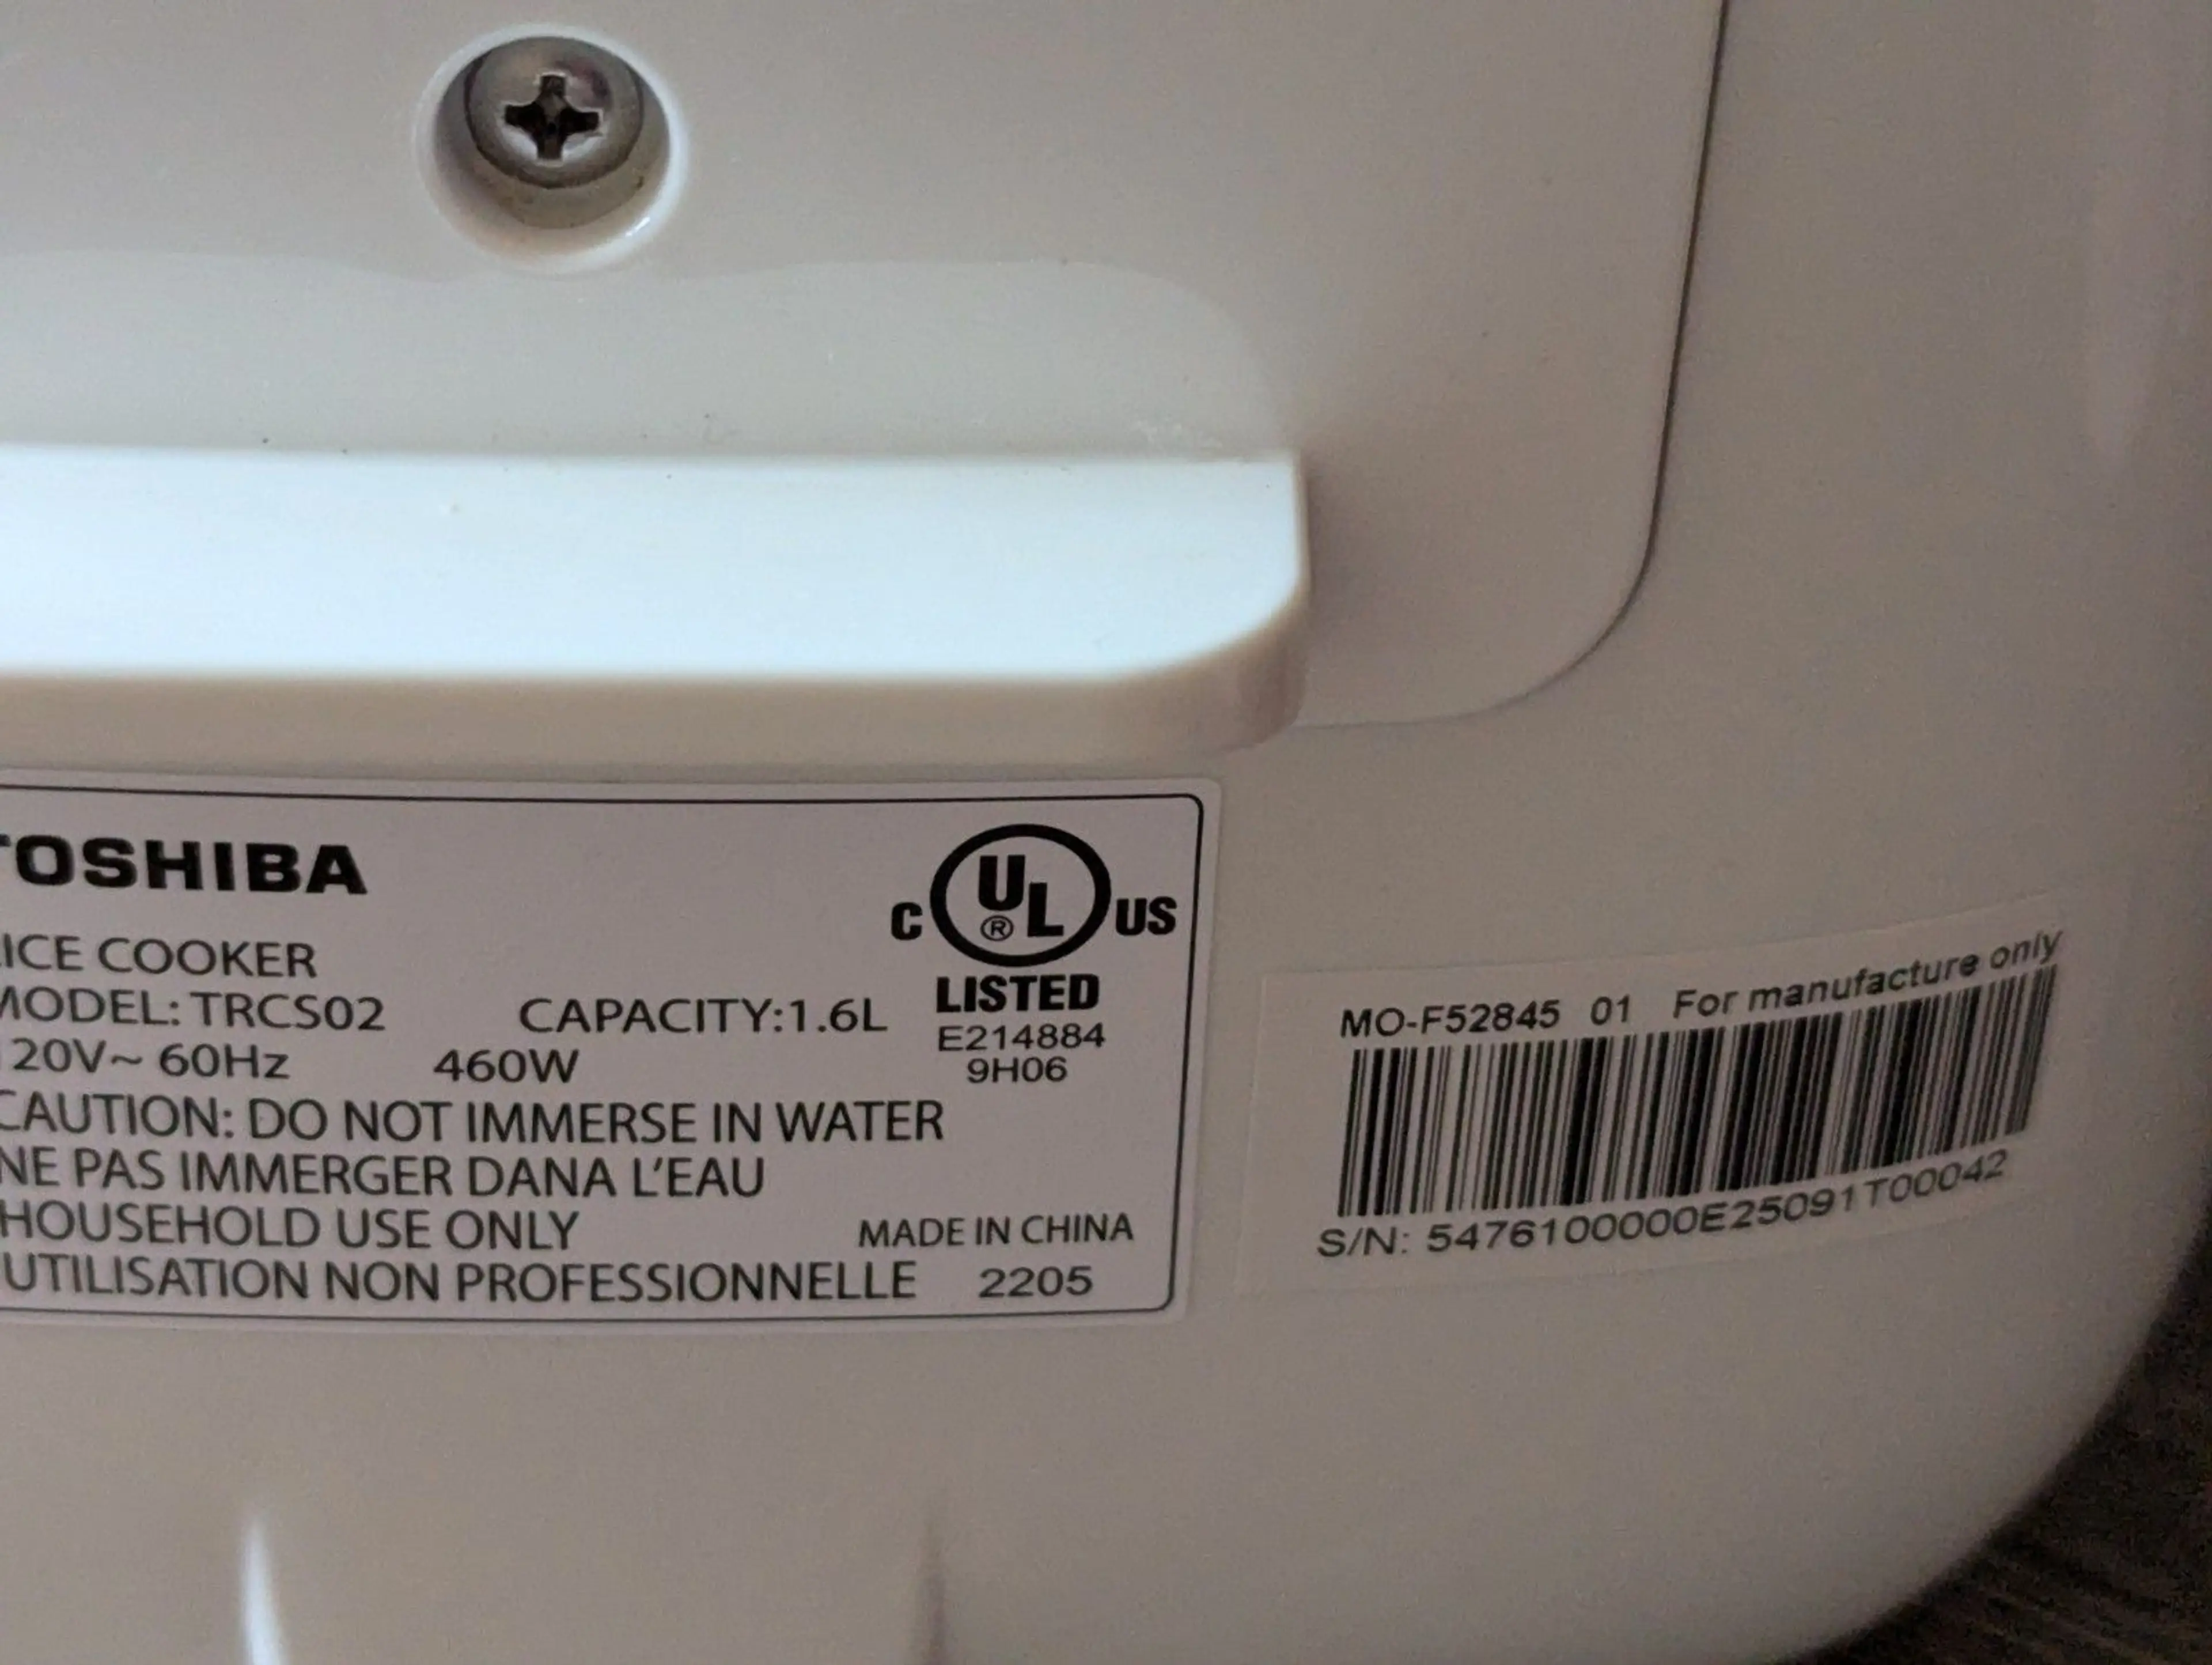 TOSHIBA
C UL ® US
LISTED
E214884
9H06
ICE COOKER
MODEL: TRCS02 CAPACITY:1.6L
20V~ 60Hz 460W
CAUTION: DO NOT IMMERSE IN WATER
NE PAS IMMERGER DANA L'EAU
HOUSEHOLD USE ONLY MADE IN CHINA
UTILISATION NON PROFESSIONNELLE 2205
MO-F52845 01 For manufacture only
S/N: 5476100000E25091T00042